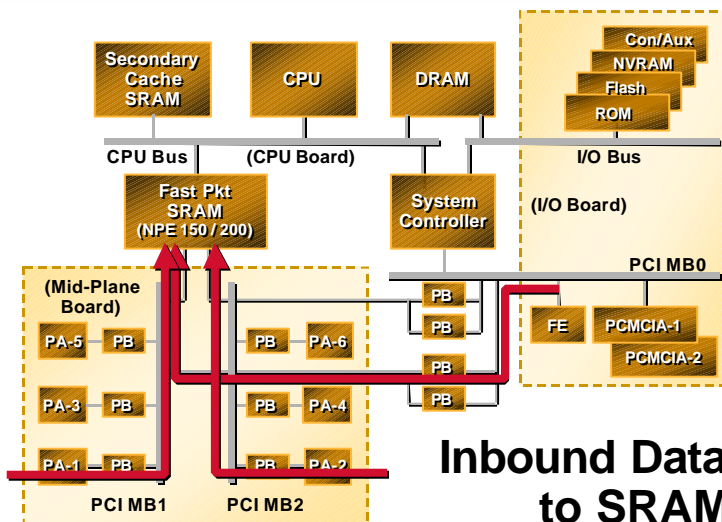 Con/Aux
NVRAM
Flash
ROM
Secondary
Cache
SRAM
CPU
DRAM
CPU Bus
(CPU Board)
I/O Bus
Fast Pkt
SRAM
(NPE 150 / 200)
System
Controller
(I/O Board)
PCI MB0
(Mid-Plane
Board)
PB
PB
PB
PB
FE
PCMCIA-1
PCMCIA-2
PA-5
PB
PB
PA-6
PA-3
PB
PB
PA-4
PA-1
PB
PB
PA-2
PCI MB1
PCI MB2
Inbound Data
to SRAM